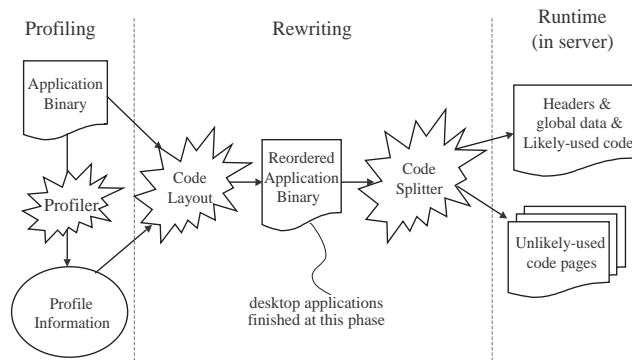 Profiling
Rewriting
Runtime
(in server)
Application
Binary
Profiler
Profile
Information
Code
Layout
Reordered
Application
Binary
desktop applications
finished at this phase
Code
Splitter
Headers &
global data &
Likely-used code
Unlikely-used
code pages